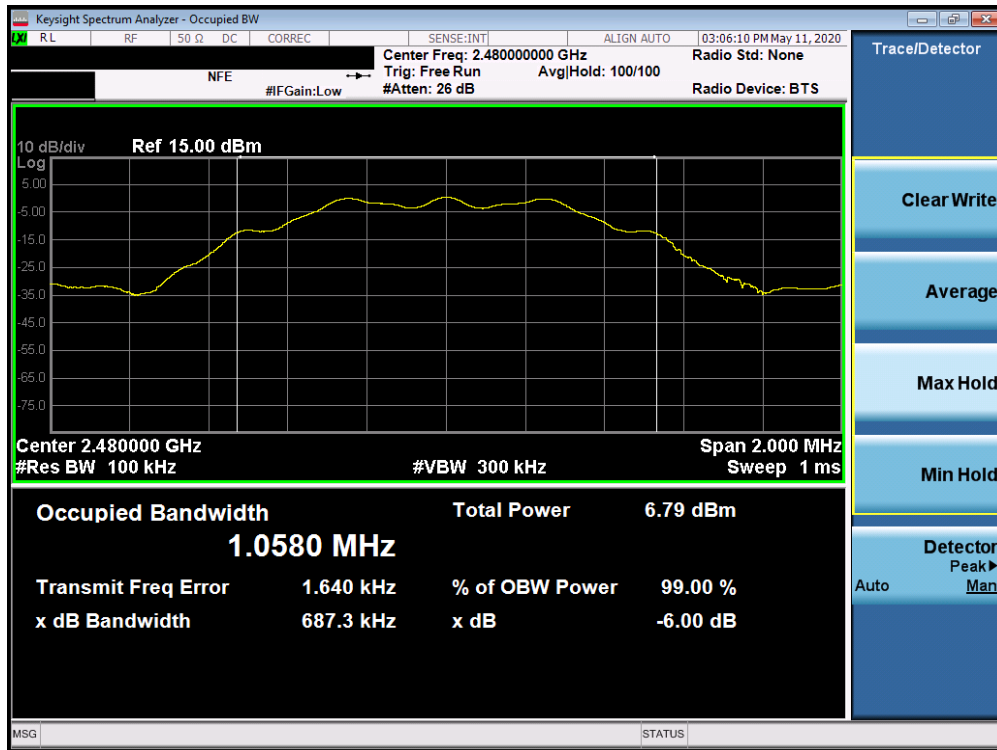 Keysight Spectrum Analyzer - Occupied BW
LXI RL RF 50 Ω DC CORREC SENSE:INT ALIGN AUTO 03:06:10 PM May 11, 2020
Center Freq: 2.480000000 GHz Radio Std: None
NFE Trig: Free Run Avg|Hold: 100/100
#IFGain:Low #Atten: 26 dB Radio Device: BTS
Trace/Detector
10 dB/div Ref 15.00 dBm
Log
5.00
-5.00
-15.0
-25.0
-35.0
-45.0
-55.0
-65.0
-75.0
Center 2.480000 GHz Span 2.000 MHz
#Res BW 100 kHz #VBW 300 kHz Sweep 1 ms
Occupied Bandwidth Total Power 6.79 dBm
1.0580 MHz
Transmit Freq Error 1.640 kHz % of OBW Power 99.00 %
x dB Bandwidth 687.3 kHz x dB -6.00 dB
Clear Write
Average
Max Hold
Min Hold
Detector
Peak▶
Auto Man
MSG STATUS